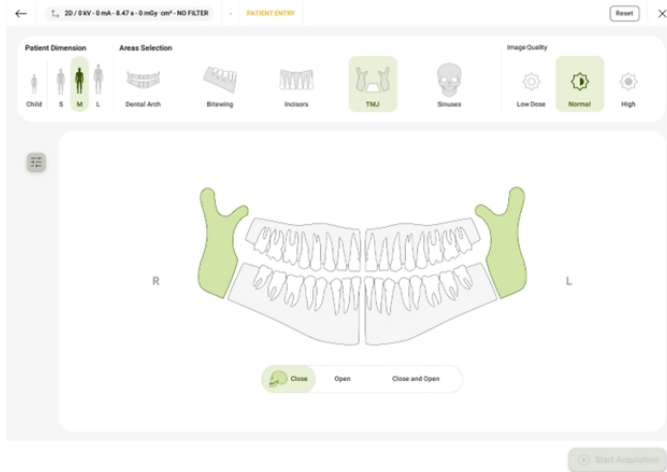 2D / 0 kV - 0 mA - 8.47 s - 0 mGy · cm² - NO FILTER - PATIENT ENTRY Reset
Patient Dimension Areas Selection Image Quality
Child S M L Dental Arch Bitewing Incisors TMJ Sinuses Low Dose Normal High
R L
Close Open Close and Open
Start Acquisition